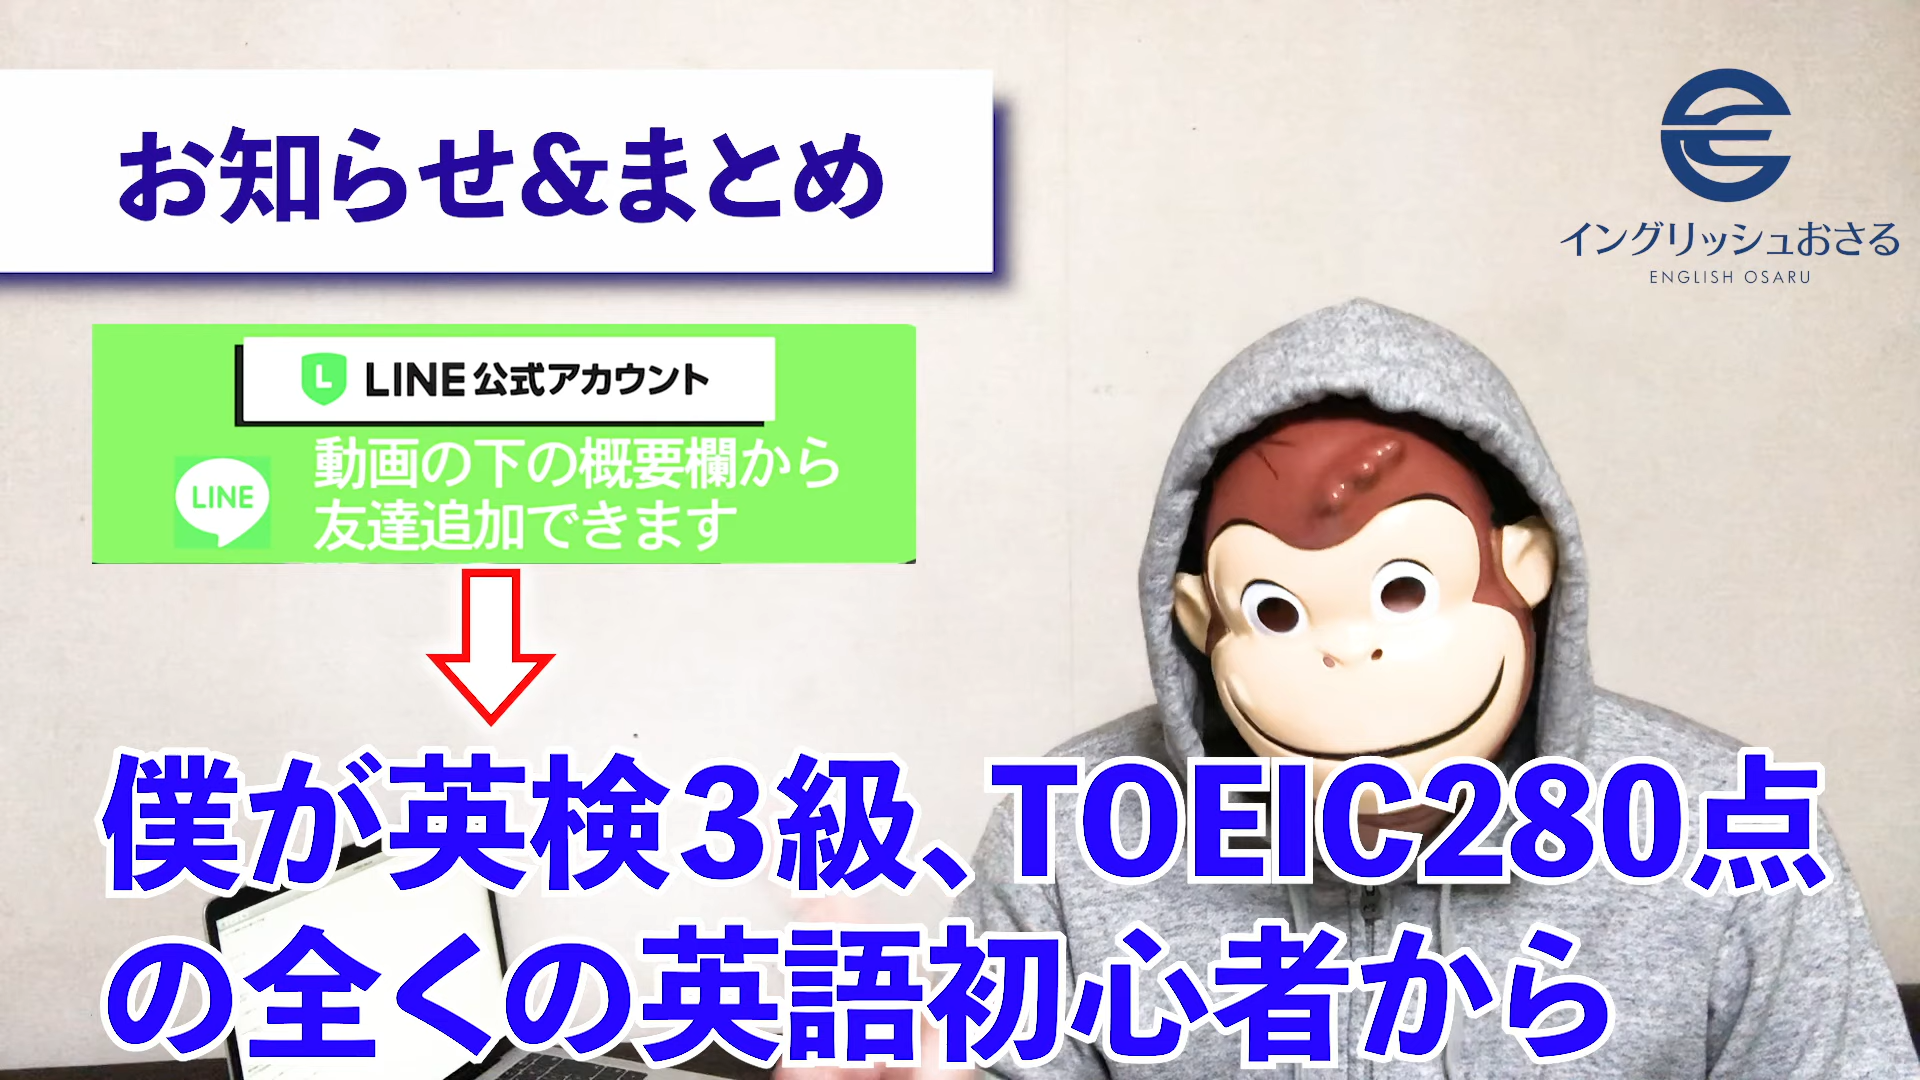 お知らせ&まとめ
イングリッシュおさる
ENGLISH OSARU
L LINE公式アカウント
LINE
動画の下の概要欄から
友達追加できます
僕が英検3級、TOEIC280点
の全くの英語初心者から